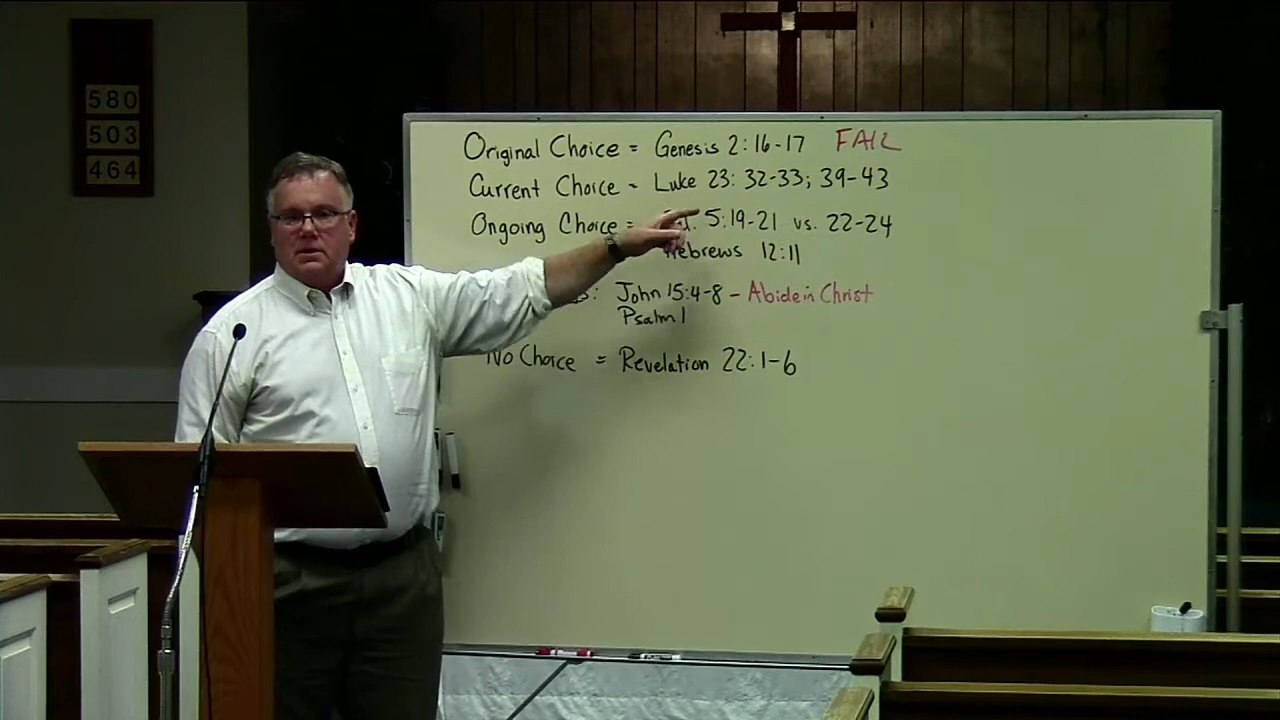 580
503
464
Original Choice = Genesis 2:16-17 FAIL
Current Choice = Luke 23:32-33; 39-43
Ongoing Choice = 5:19-21 vs. 22-24
Hebrews 12:11
John 15:4-8 - Abide in Christ
Psalm 1
No Choice = Revelation 22:1-6